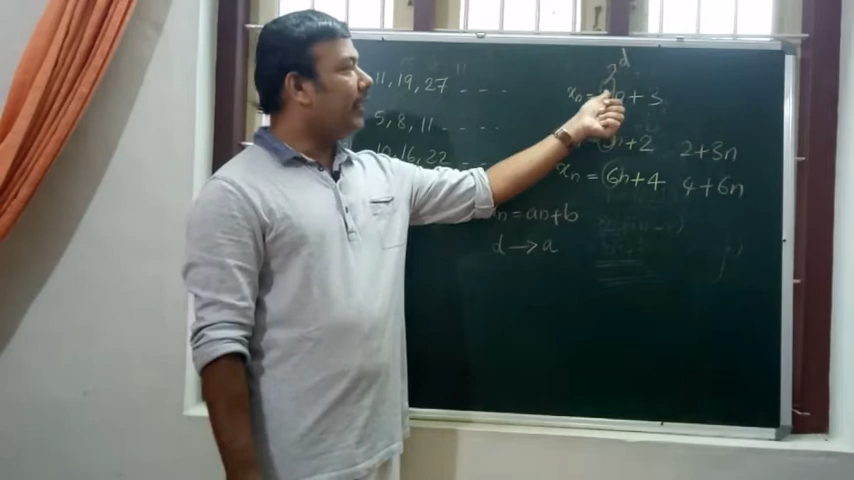 11, 19, 27 - - - -
d
xₙ = 8n + 3
5, 8, 11 - - - -
n + 2 2 + 3n
10, 16, 22 - - - -
xₙ = 6n + 4 4 + 6n
n = an + b
d → a